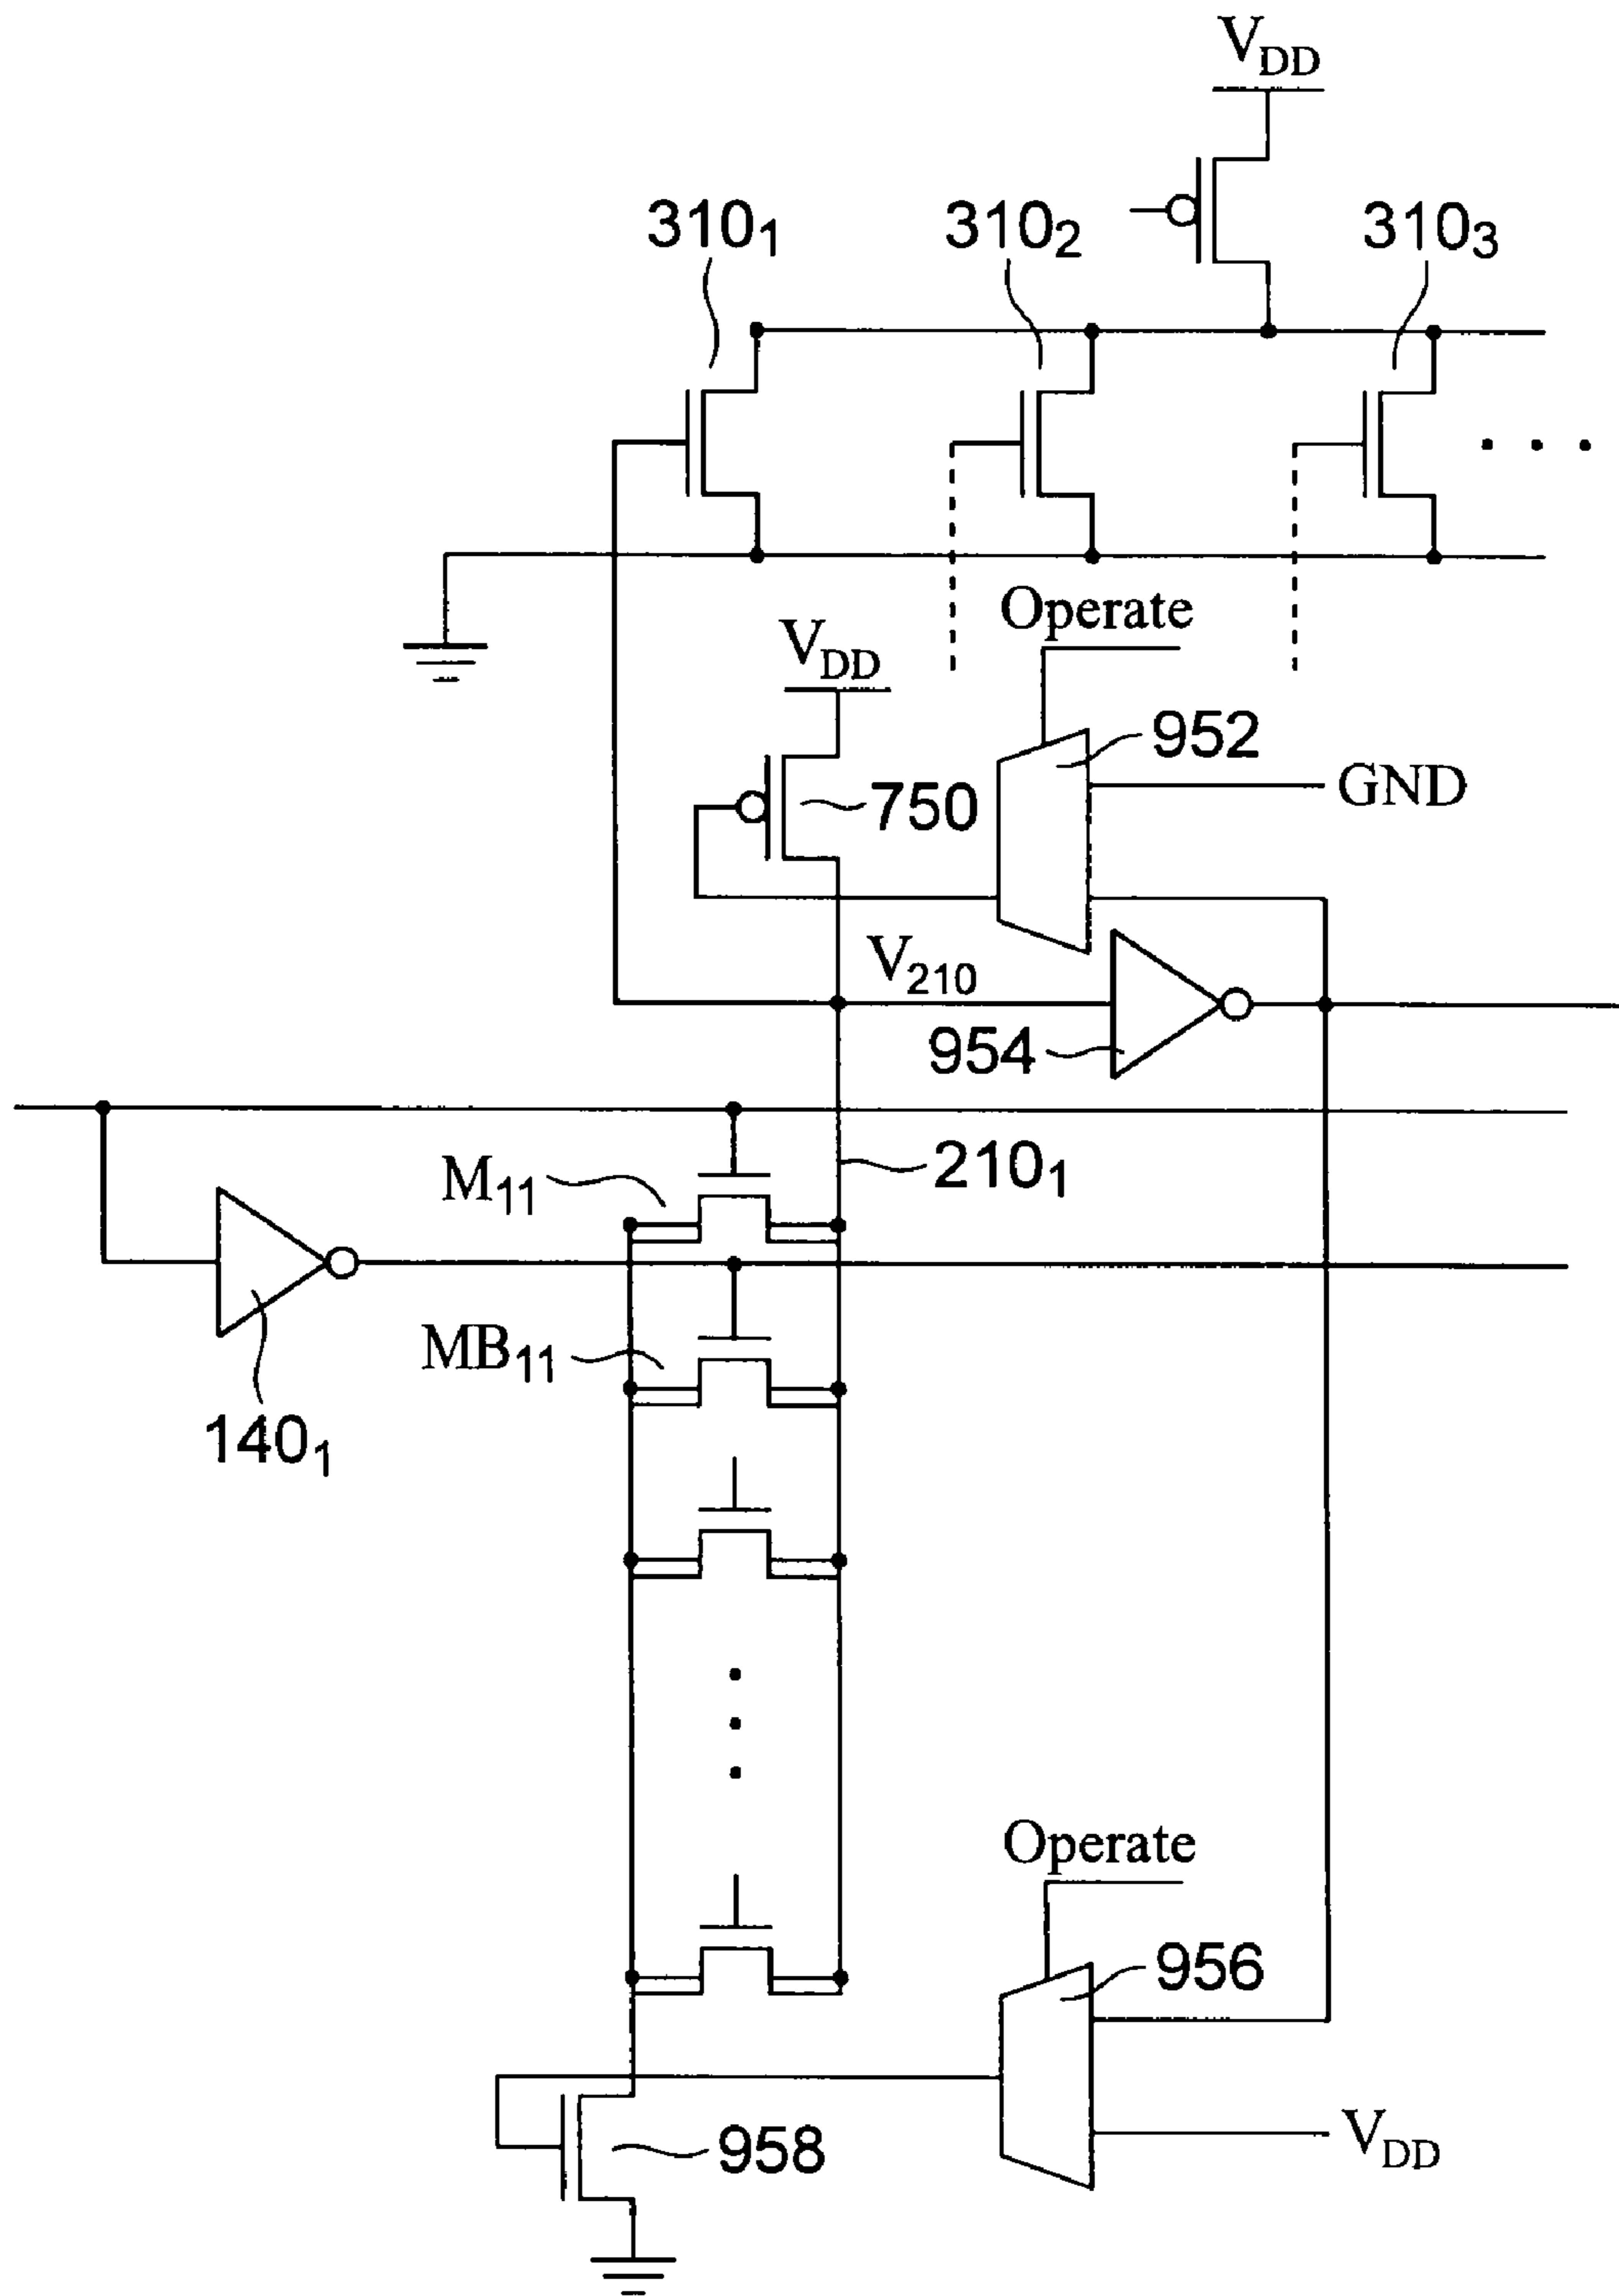 V_DD
310_1 310_2 310_3
Operate
V_DD
952
GND
750
V_210
954
M_11
210_1
MB_11
140_1
Operate
956
V_DD
958